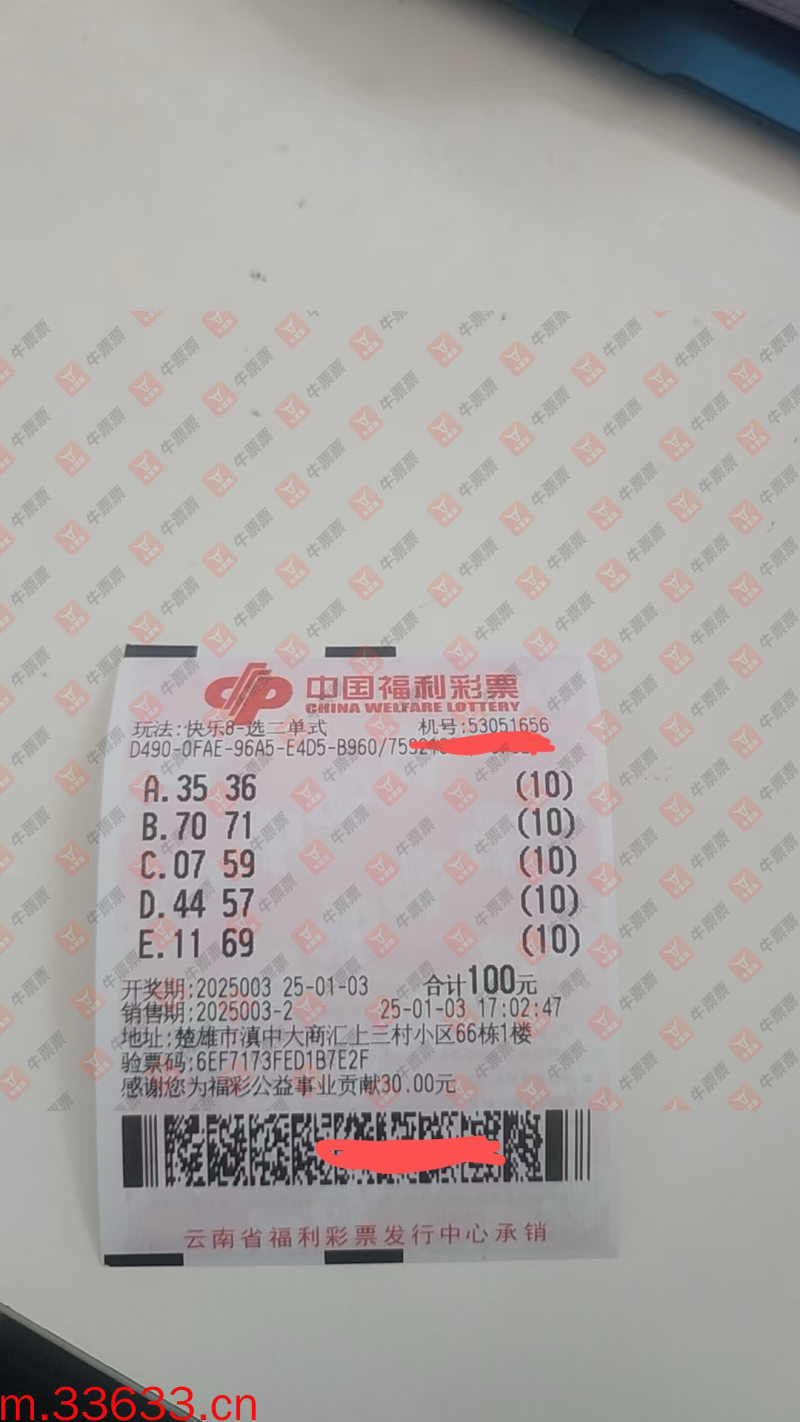 中国福利彩票
CHINA WELFARE LOTTERY
玩法:快乐8-选二单式 机号:53051656
D490-0FAE-96A5-E4D5-B960/
A.35 36 (10)
B.70 71 (10)
C.07 59 (10)
D.44 57 (10)
E.11 69 (10)
开奖期:2025003 25-01-03 合计100元
销售期:2025003-2 25-01-03 17:02:47
地址:楚雄市滇中大商汇上三村小区66栋1楼
验票码:6EF7173FED1B7E2F
感谢您为福彩公益事业贡献30.00元
云南省福利彩票发行中心承销
牛票票
m.33633.cn